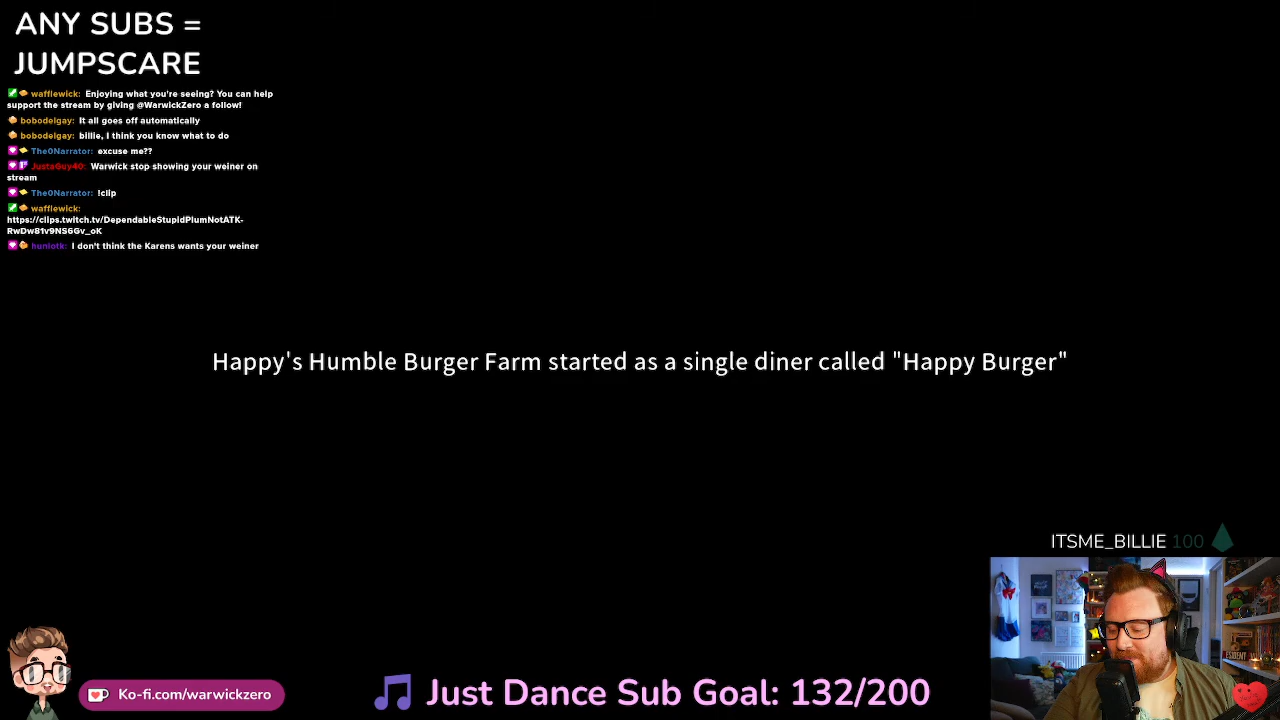 ANY SUBS =
JUMPSCARE
wafflewick: Enjoying what you're seeing? You can help
support the stream by giving @WarwickZero a follow!
bobodelgay: It all goes off automatically
bobodelgay: billie, I think you know what to do
The0Narrator: excuse me??
JustaGuy40: Warwick stop showing your weiner on
stream
The0Narrator: !clip
wafflewick:
https://clips.twitch.tv/DependableStupidPlumNotATK-
RwDw81v9NS6Gv_oK
huniotk: I don't think the Karens wants your weiner
Happy's Humble Burger Farm started as a single diner called "Happy Burger"
ITSME_BILLIE 100
Ko-fi.com/warwickzero
Just Dance Sub Goal: 132/200